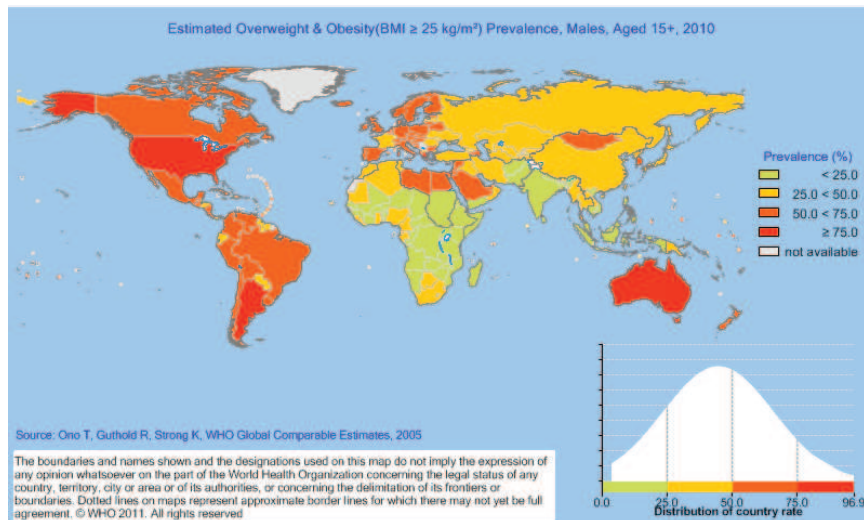 Estimated Overweight & Obesity(BMI ≥ 25 kg/m²) Prevalence, Males, Aged 15+, 2010
Prevalence (%)
< 25.0
25.0 < 50.0
50.0 < 75.0
≥ 75.0
not available
Source: Ono T, Guthold R, Strong K, WHO Global Comparable Estimates, 2005
The boundaries and names shown and the designations used on this map do not imply the expression of
any opinion whatsoever on the part of the World Health Organization concerning the legal status of any
country, territory, city or area or of its authorities, or concerning the delimitation of its frontiers or
boundaries. Dotted lines on maps represent approximate border lines for which there may not yet be full
agreement. © WHO 2011. All rights reserved
0.0 25.0 50.0 75.0 96.9
Distribution of country rate